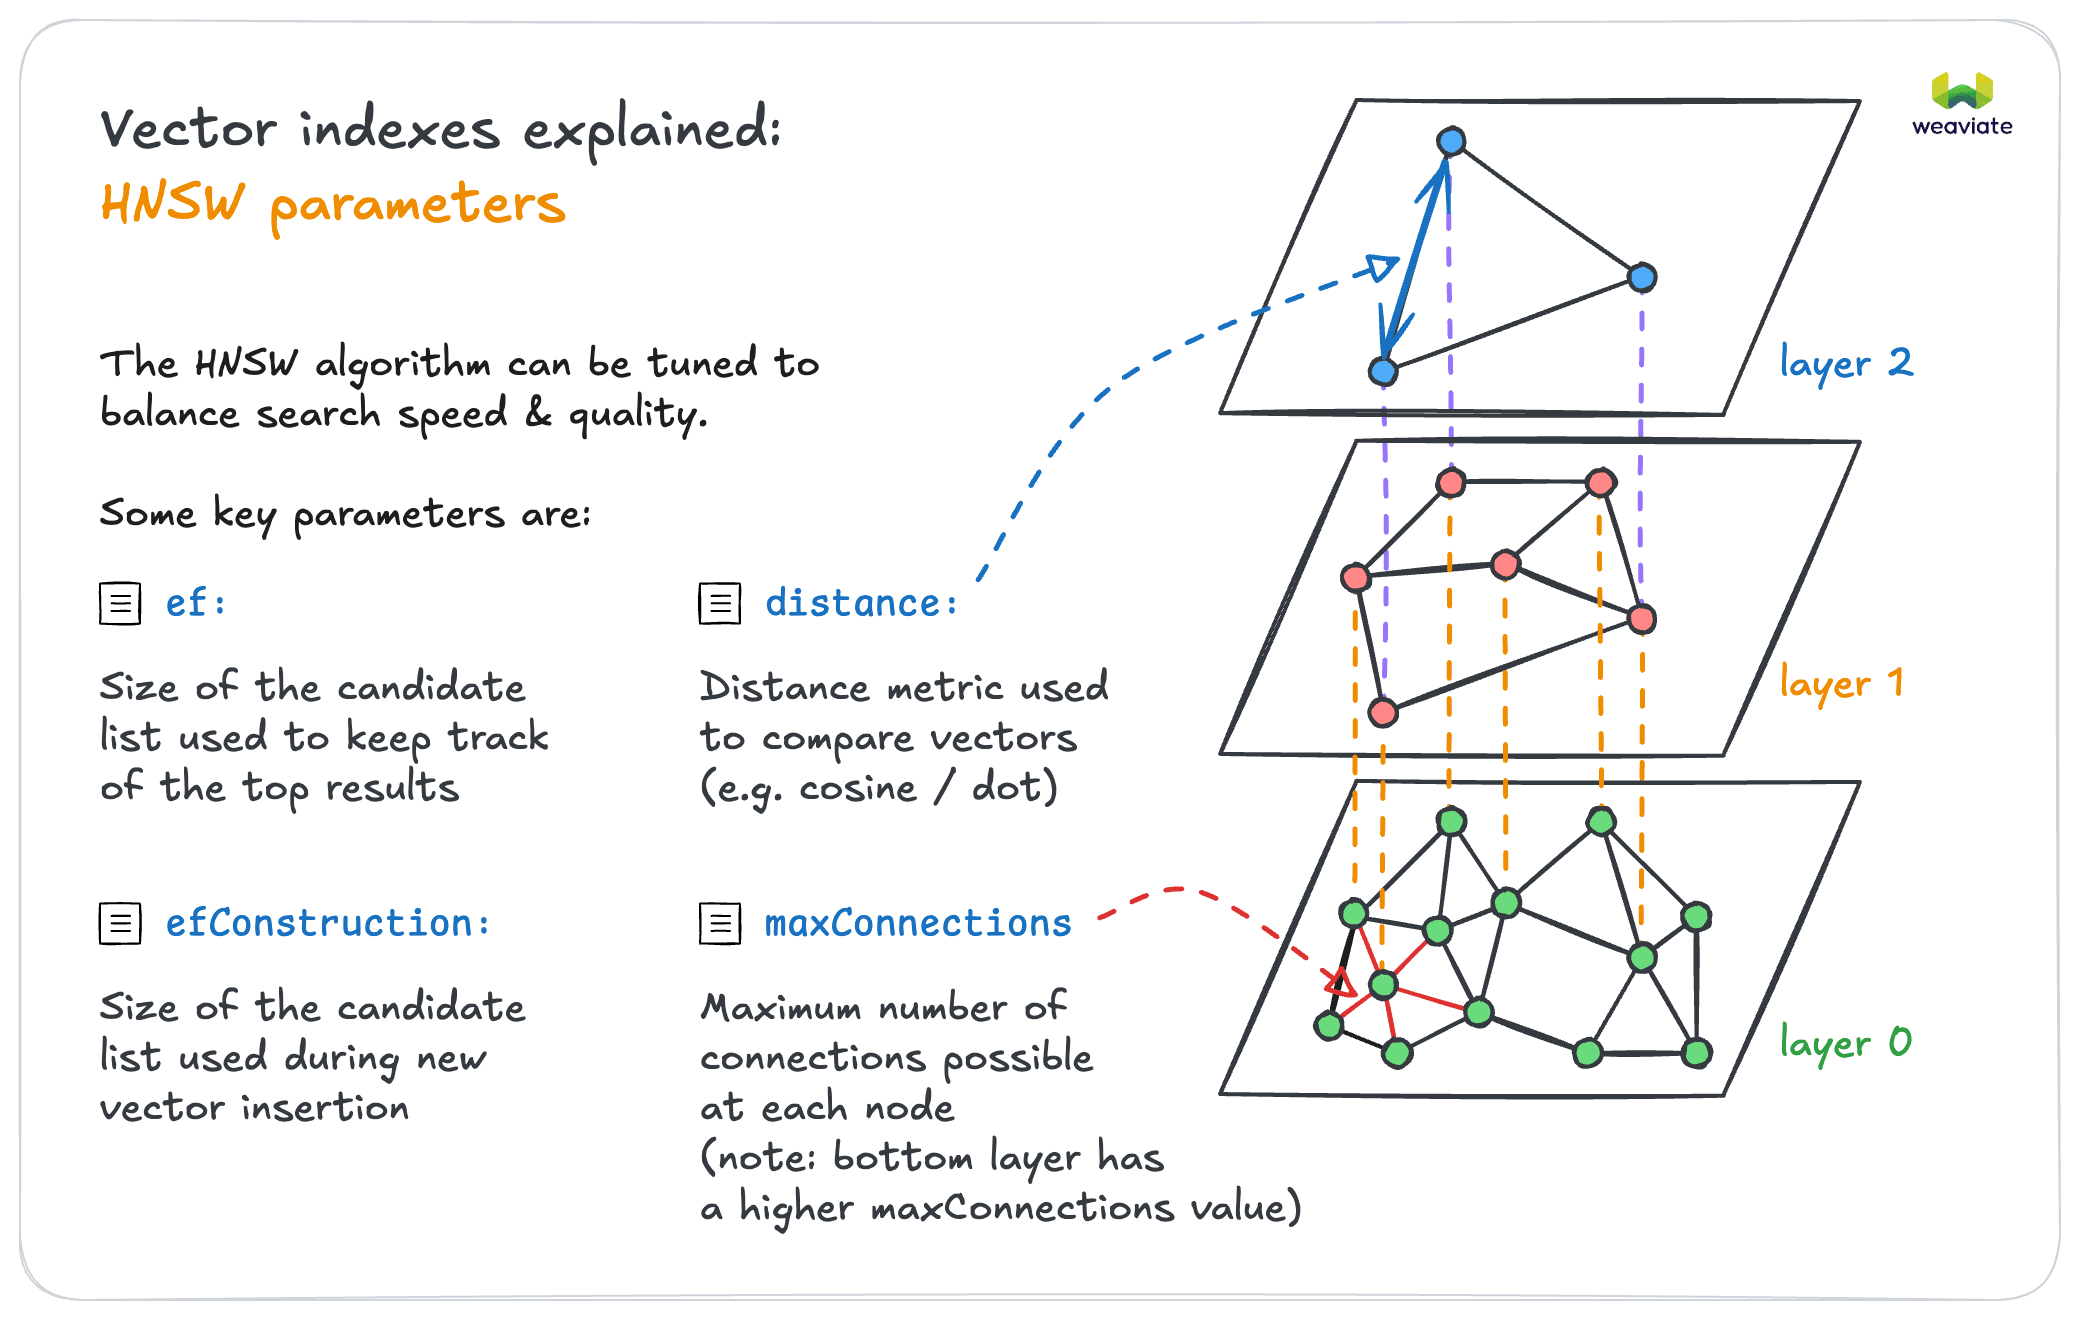 Vector indexes explained:
HNSW parameters
weaviate
The HNSW algorithm can be tuned to
balance search speed & quality.
Some key parameters are:
ef:
Size of the candidate
list used to keep track
of the top results
distance:
Distance metric used
to compare vectors
(e.g. cosine / dot)
efConstruction:
Size of the candidate
list used during new
vector insertion
maxConnections
Maximum number of
connections possible
at each node
(note: bottom layer has
a higher maxConnections value)
layer 2
layer 1
layer 0